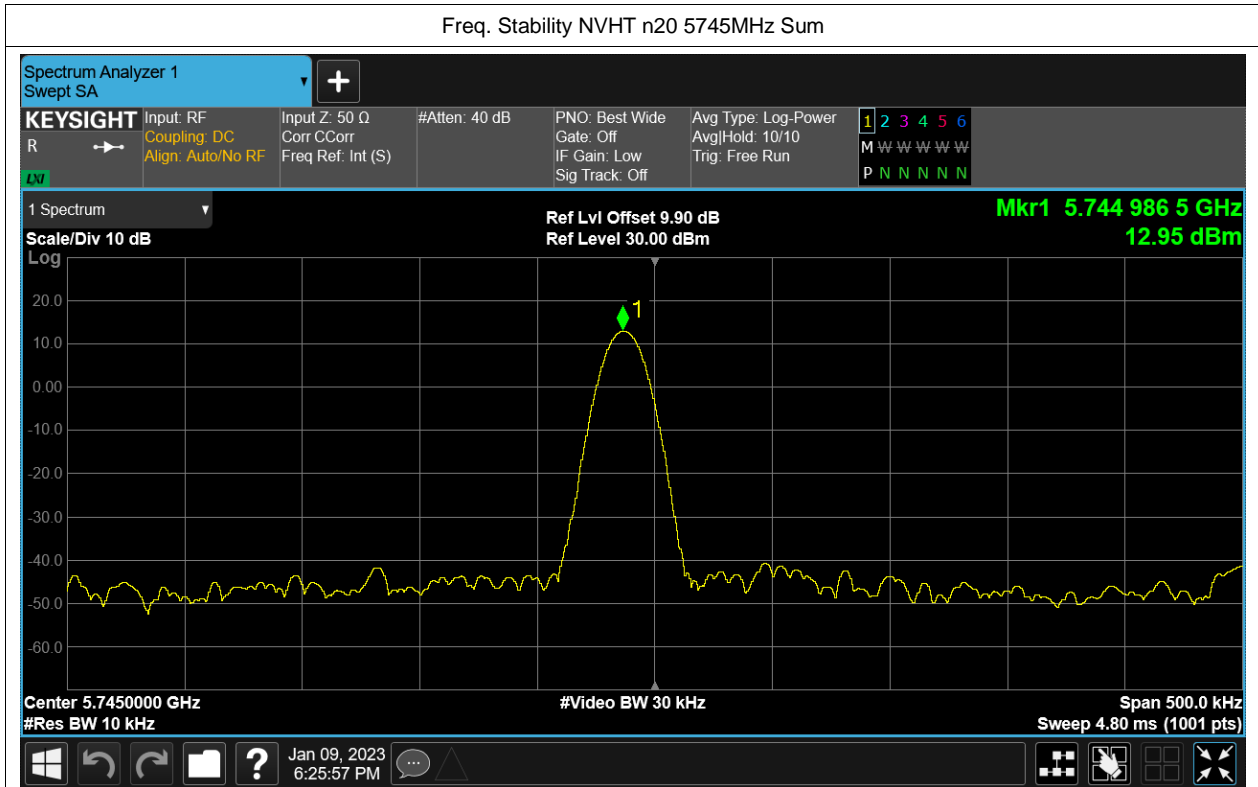 Freq. Stability NVHT n20 5745MHz Sum
Spectrum Analyzer 1
Swept SA
KEYSIGHT
R
LXI
Input: RF
Coupling: DC
Align: Auto/No RF
Input Z: 50 Ω
Corr CCorr
Freq Ref: Int (S)
#Atten: 40 dB
PNO: Best Wide
Gate: Off
IF Gain: Low
Sig Track: Off
Avg Type: Log-Power
Avg|Hold: 10/10
Trig: Free Run
1 2 3 4 5 6
M W W W W W
P N N N N N
1 Spectrum
Scale/Div 10 dB
Ref Lvl Offset 9.90 dB
Ref Level 30.00 dBm
Mkr1 5.744 986 5 GHz
12.95 dBm
Log
1
20.0
10.0
0.00
-10.0
-20.0
-30.0
-40.0
-50.0
-60.0
Center 5.7450000 GHz
#Video BW 30 kHz
Span 500.0 kHz
#Res BW 10 kHz
Sweep 4.80 ms (1001 pts)
?
Jan 09, 2023
6:25:57 PM